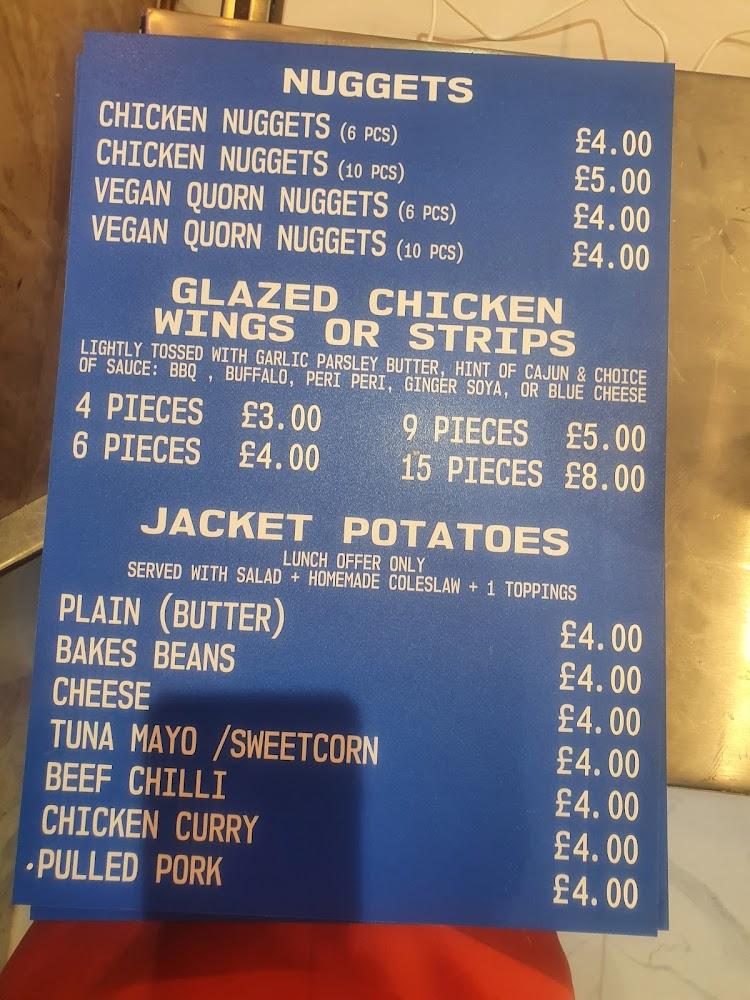 NUGGETS
CHICKEN NUGGETS (6 PCS) £4.00
CHICKEN NUGGETS (10 PCS) £5.00
VEGAN QUORN NUGGETS (6 PCS) £4.00
VEGAN QUORN NUGGETS (10 PCS) £4.00
GLAZED CHICKEN
WINGS OR STRIPS
LIGHTLY TOSSED WITH GARLIC PARSLEY BUTTER, HINT OF CAJUN & CHOICE
OF SAUCE: BBQ , BUFFALO, PERI PERI, GINGER SOYA, OR BLUE CHEESE
4 PIECES £3.00 9 PIECES £5.00
6 PIECES £4.00 15 PIECES £8.00
JACKET POTATOES
LUNCH OFFER ONLY
SERVED WITH SALAD + HOMEMADE COLESLAW + 1 TOPPINGS
PLAIN (BUTTER) £4.00
BAKES BEANS £4.00
CHEESE £4.00
TUNA MAYO /SWEETCORN £4.00
BEEF CHILLI £4.00
CHICKEN CURRY £4.00
.PULLED PORK £4.00